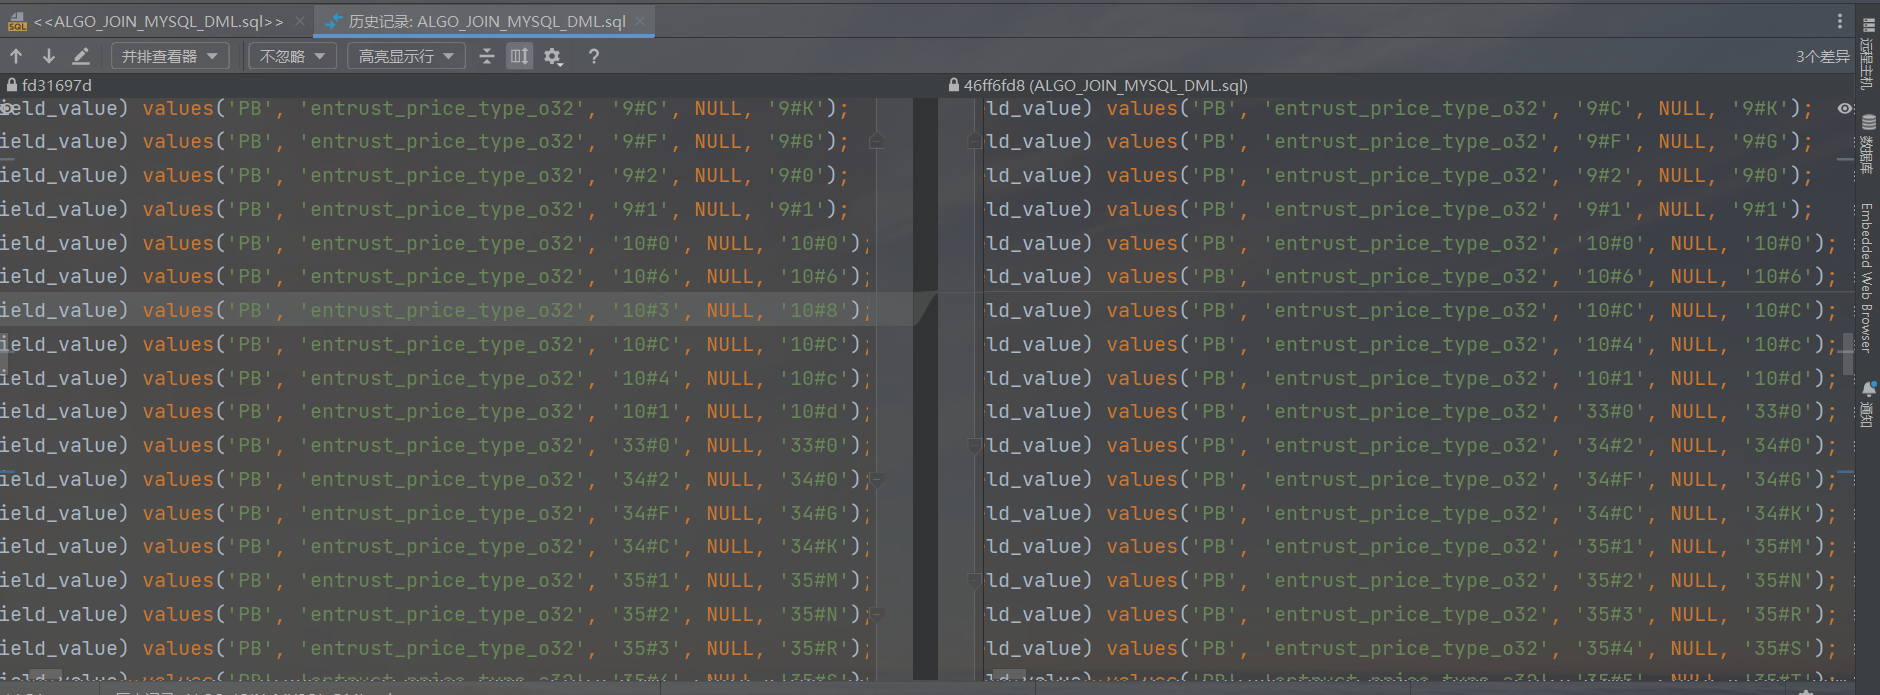 <<ALGO_JOIN_MYSQL_DML.sql>> 历史记录: ALGO_JOIN_MYSQL_DML.sql
并排查看器 不忽略 高亮显示行 ? 3个差异
fd31697d
ield_value) values('PB', 'entrust_price_type_o32', '9#C', NULL, '9#K');
ield_value) values('PB', 'entrust_price_type_o32', '9#F', NULL, '9#G');
ield_value) values('PB', 'entrust_price_type_o32', '9#2', NULL, '9#0');
ield_value) values('PB', 'entrust_price_type_o32', '9#1', NULL, '9#1');
ield_value) values('PB', 'entrust_price_type_o32', '10#0', NULL, '10#0');
ield_value) values('PB', 'entrust_price_type_o32', '10#6', NULL, '10#6');
ield_value) values('PB', 'entrust_price_type_o32', '10#3', NULL, '10#8');
ield_value) values('PB', 'entrust_price_type_o32', '10#C', NULL, '10#C');
ield_value) values('PB', 'entrust_price_type_o32', '10#4', NULL, '10#c');
ield_value) values('PB', 'entrust_price_type_o32', '10#1', NULL, '10#d');
ield_value) values('PB', 'entrust_price_type_o32', '33#0', NULL, '33#0');
ield_value) values('PB', 'entrust_price_type_o32', '34#2', NULL, '34#0');
ield_value) values('PB', 'entrust_price_type_o32', '34#F', NULL, '34#G');
ield_value) values('PB', 'entrust_price_type_o32', '34#C', NULL, '34#K');
ield_value) values('PB', 'entrust_price_type_o32', '35#1', NULL, '35#M');
ield_value) values('PB', 'entrust_price_type_o32', '35#2', NULL, '35#N');
ield_value) values('PB', 'entrust_price_type_o32', '35#3', NULL, '35#R');
46ff6fd8 (ALGO_JOIN_MYSQL_DML.sql)
ld_value) values('PB', 'entrust_price_type_o32', '9#C', NULL, '9#K');
ld_value) values('PB', 'entrust_price_type_o32', '9#F', NULL, '9#G');
ld_value) values('PB', 'entrust_price_type_o32', '9#2', NULL, '9#0');
ld_value) values('PB', 'entrust_price_type_o32', '9#1', NULL, '9#1');
ld_value) values('PB', 'entrust_price_type_o32', '10#0', NULL, '10#0');
ld_value) values('PB', 'entrust_price_type_o32', '10#6', NULL, '10#6');
ld_value) values('PB', 'entrust_price_type_o32', '10#C', NULL, '10#C');
ld_value) values('PB', 'entrust_price_type_o32', '10#4', NULL, '10#c');
ld_value) values('PB', 'entrust_price_type_o32', '10#1', NULL, '10#d');
ld_value) values('PB', 'entrust_price_type_o32', '33#0', NULL, '33#0');
ld_value) values('PB', 'entrust_price_type_o32', '34#2', NULL, '34#0');
ld_value) values('PB', 'entrust_price_type_o32', '34#F', NULL, '34#G');
ld_value) values('PB', 'entrust_price_type_o32', '34#C', NULL, '34#K');
ld_value) values('PB', 'entrust_price_type_o32', '35#1', NULL, '35#M');
ld_value) values('PB', 'entrust_price_type_o32', '35#2', NULL, '35#N');
ld_value) values('PB', 'entrust_price_type_o32', '35#3', NULL, '35#R');
ld_value) values('PB', 'entrust_price_type_o32', '35#4', NULL, '35#S');
远程主机
数据库
Embedded Web Browser
通知